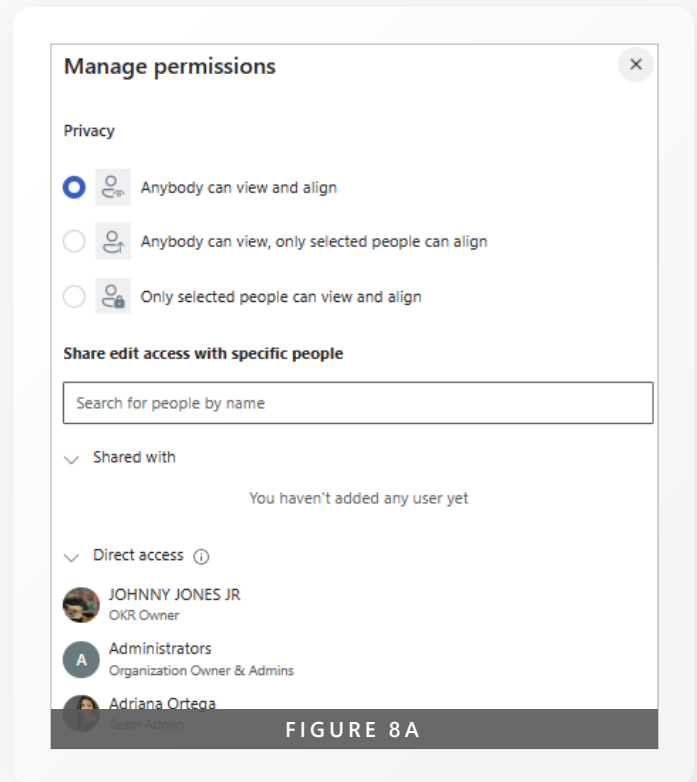 Manage permissions
Privacy
Anybody can view and align
Anybody can view, only selected people can align
Only selected people can view and align
Share edit access with specific people
Search for people by name
Shared with
You haven't added any user yet
Direct access
JOHNNY JONES JR
OKR Owner
A
Administrators
Organization Owner & Admins
Adriana Ortega
Team Admin
FIGURE 8A